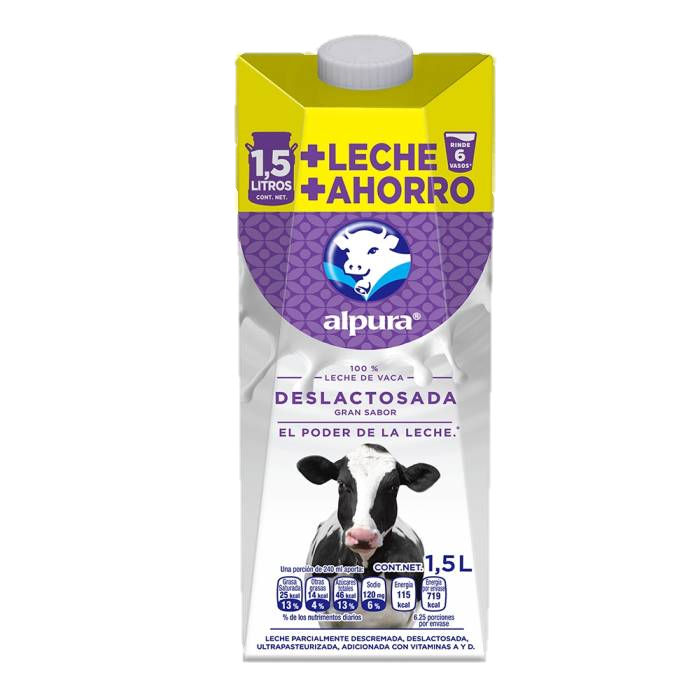 1,5
LITROS
CONT. NET.
+LECHE
+AHORRO
RINDE
6
VASOS*
alpura®
100 %
LECHE DE VACA
DESLACTOSADA
GRAN SABOR
EL PODER DE LA LECHE.®
Una porción de 240 ml aporta:
CONT.NET. 1,5 L
Grasa Saturada 25 kcal 13 %
Otras grasas 14 kcal 4 %
Azúcares totales 46 kcal 13 %
Sodio 120 mg 6 %
Energía 115 kcal
Energía por envase 719 kcal
% de los nutrimentos diarios
6.25 porciones
por envase
LECHE PARCIALMENTE DESCREMADA, DESLACTOSADA,
ULTRAPASTEURIZADA, ADICIONADA CON VITAMINAS A Y D.